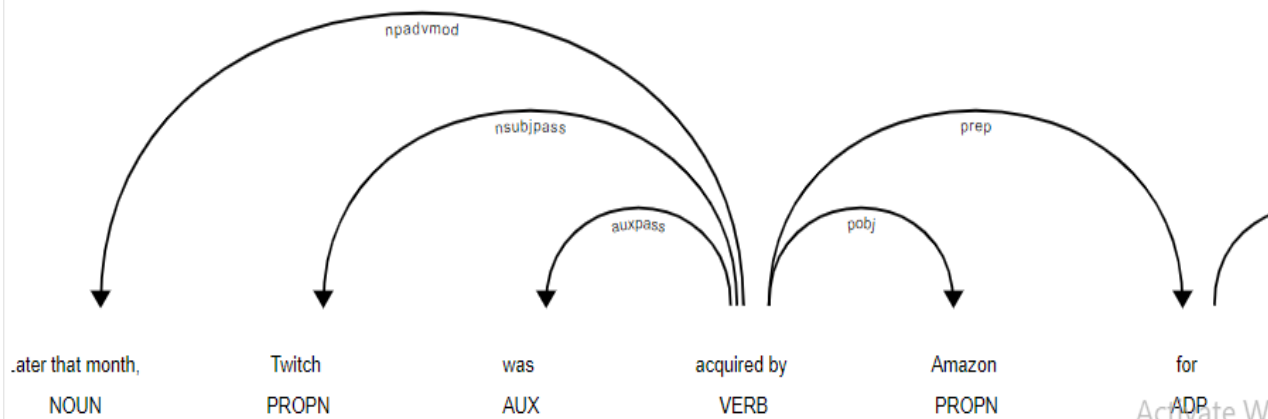 npadvmod
nsubjpass prep
auxpass pobj
.ater that month, Twitch was acquired by Amazon for
NOUN PROPN AUX VERB PROPN ADP
Activate W